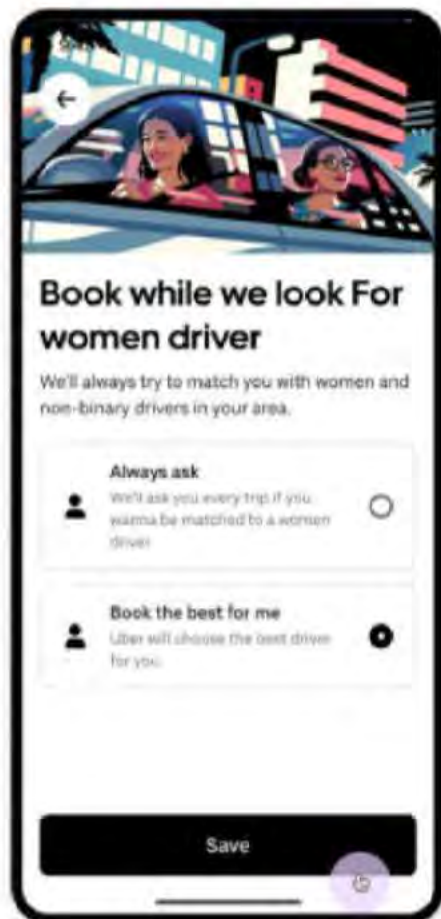 Book while we look For
women driver
We'll always try to match you with women and
non-binary drivers in your area.
Always ask
We'll ask you every trip if you
wanna be matched to a women
driver
Book the best for me
Uber will choose the best driver
for you.
Save